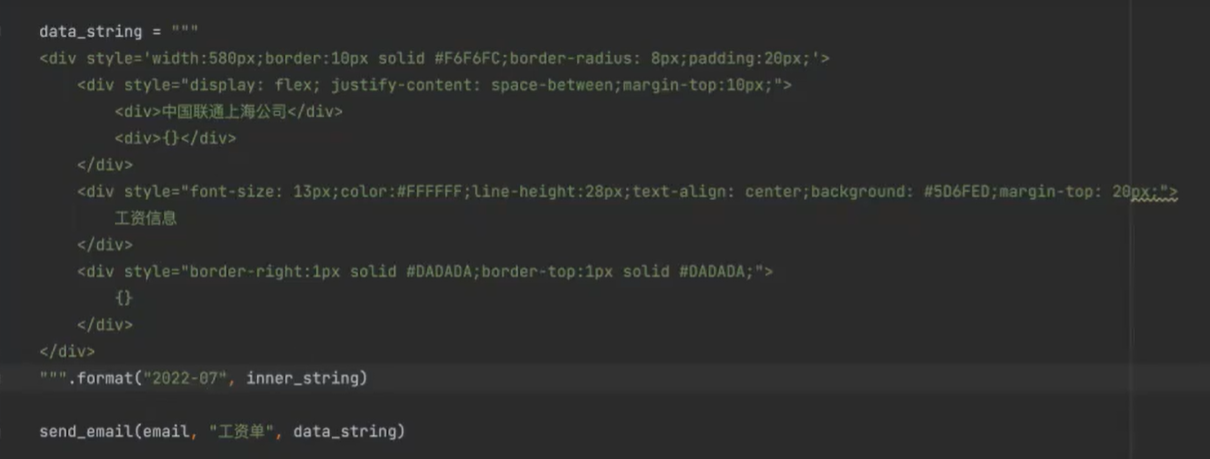 data_string = """
<div style='width:580px;border:10px solid #F6F6FC;border-radius: 8px;padding:20px;'>
    <div style="display: flex; justify-content: space-between;margin-top:10px;">
        <div>中国联通上海公司</div>
        <div>{}</div>
    </div>
    <div style="font-size: 13px;color:#FFFFFF;line-height:28px;text-align: center;background: #5D6FED;margin-top: 20px;">
        工资信息
    </div>
    <div style="border-right:1px solid #DADADA;border-top:1px solid #DADADA;">
        {}
    </div>
</div>
""".format("2022-07", inner_string)
send_email(email, "工资单", data_string)